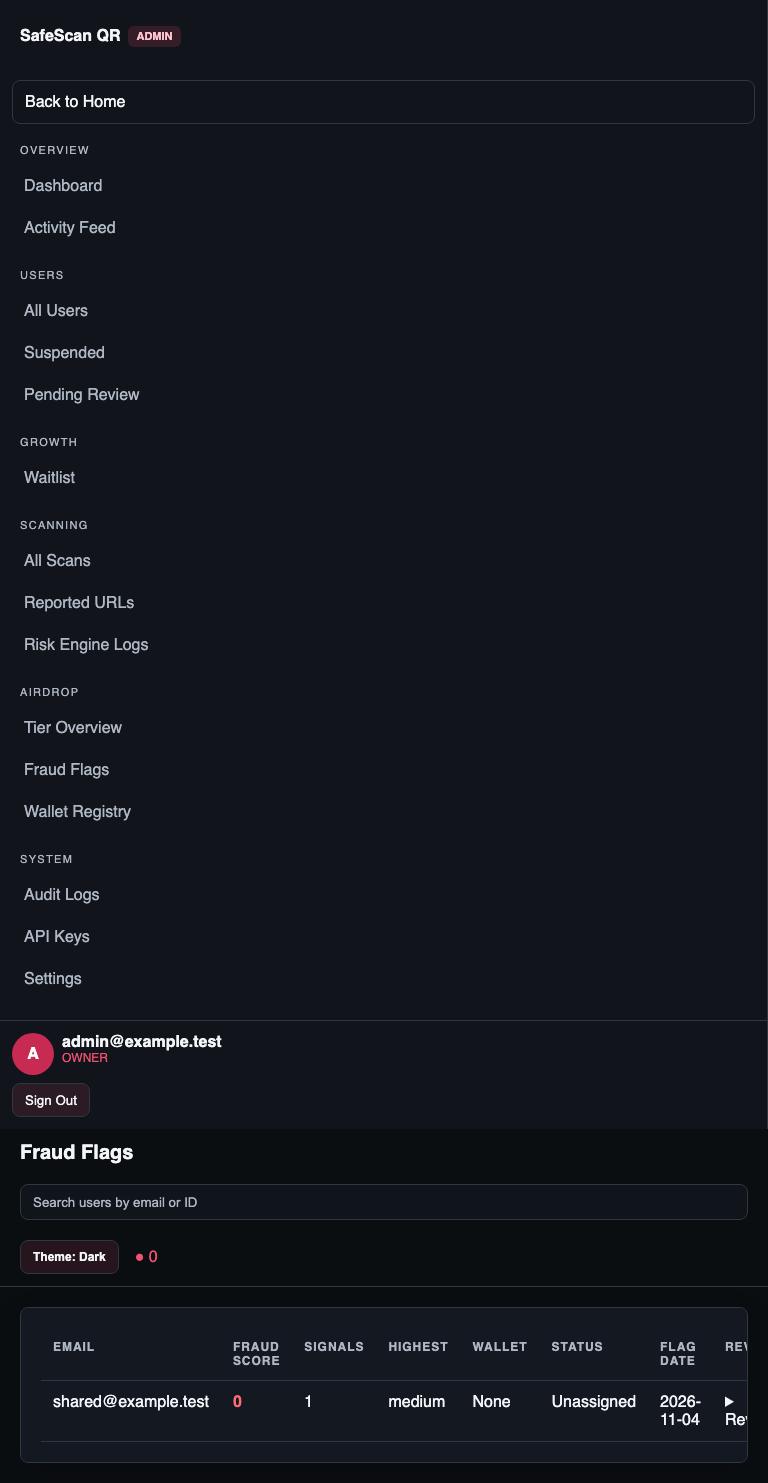 SafeScan QR ADMIN
Back to Home
OVERVIEW
Dashboard
Activity Feed
USERS
All Users
Suspended
Pending Review
GROWTH
Waitlist
SCANNING
All Scans
Reported URLs
Risk Engine Logs
AIRDROP
Tier Overview
Fraud Flags
Wallet Registry
SYSTEM
Audit Logs
API Keys
Settings
A admin@example.test
OWNER
Sign Out
Fraud Flags
Search users by email or ID
Theme: Dark ● 0
EMAIL FRAUD SCORE SIGNALS HIGHEST WALLET STATUS FLAG DATE REV
shared@example.test 0 1 medium None Unassigned 2026-11-04 ▶ Rev